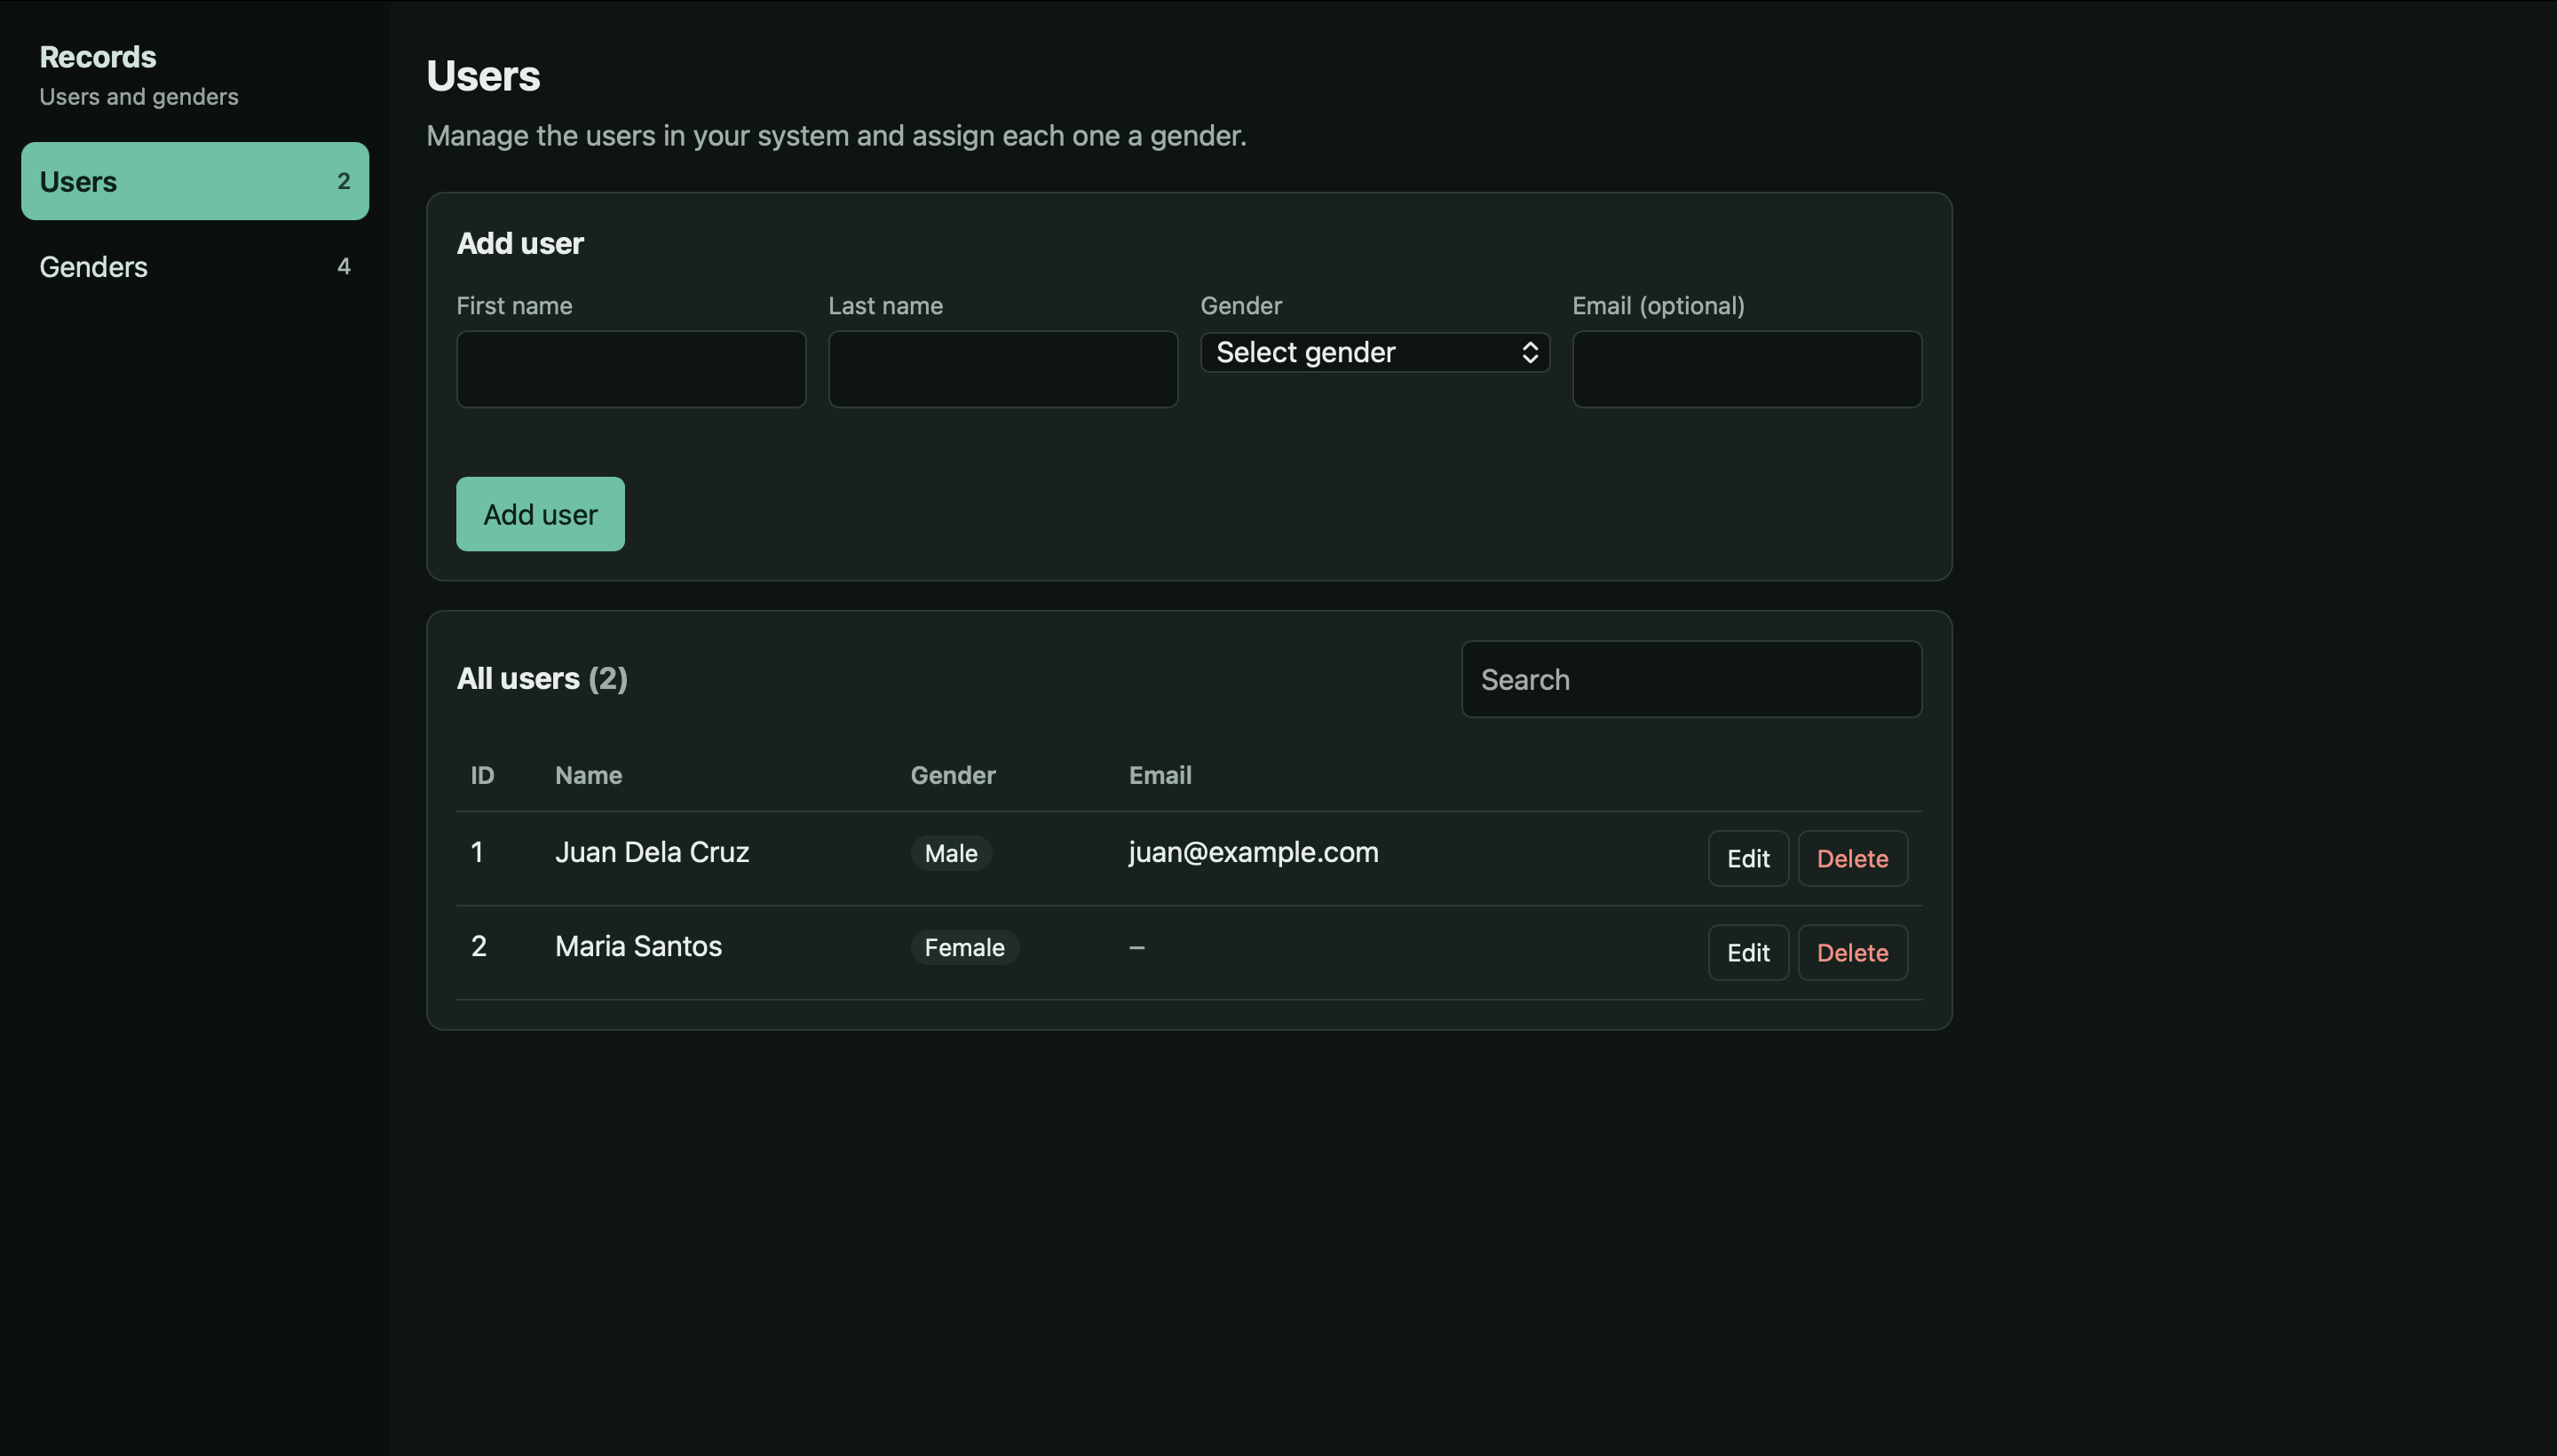 Records
Users and genders
Users 2
Genders 4
Users
Manage the users in your system and assign each one a gender.
Add user
First name Last name Gender Email (optional)
Select gender
Add user
All users (2)
Search
ID Name Gender Email
1 Juan Dela Cruz Male juan@example.com Edit Delete
2 Maria Santos Female – Edit Delete